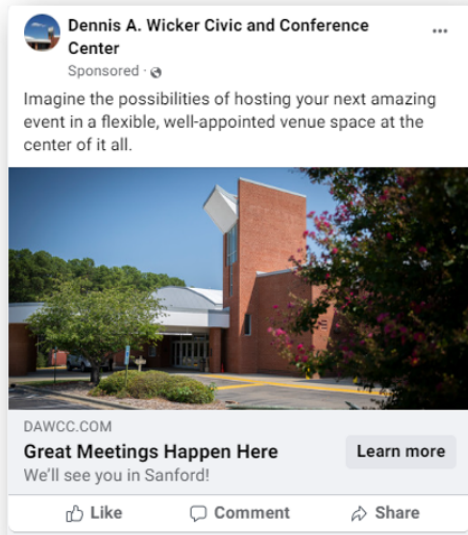 Dennis A. Wicker Civic and Conference
Center
Sponsored ·
Imagine the possibilities of hosting your next amazing
event in a flexible, well-appointed venue space at the
center of it all.
DAWCC.COM
Great Meetings Happen Here
Learn more
We'll see you in Sanford!
Like
Comment
Share